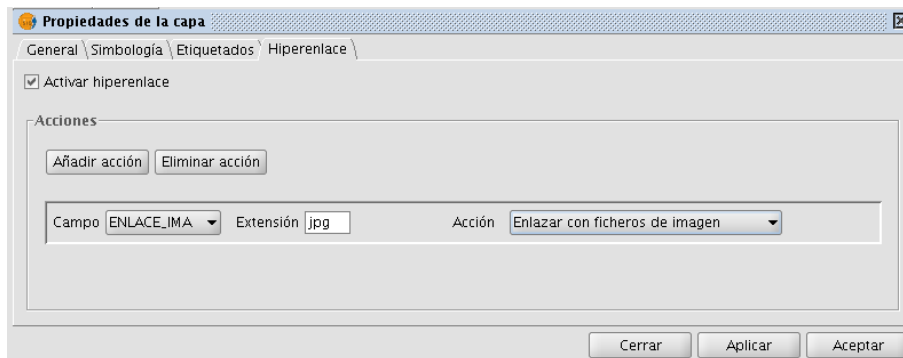 Propiedades de la capa
General Simbología Etiquetados Hiperenlace
Activar hiperenlace
Acciones
Añadir acción Eliminar acción
Campo ENLACE_IMA Extensión jpg Acción Enlazar con ficheros de imagen
Cerrar Aplicar Aceptar